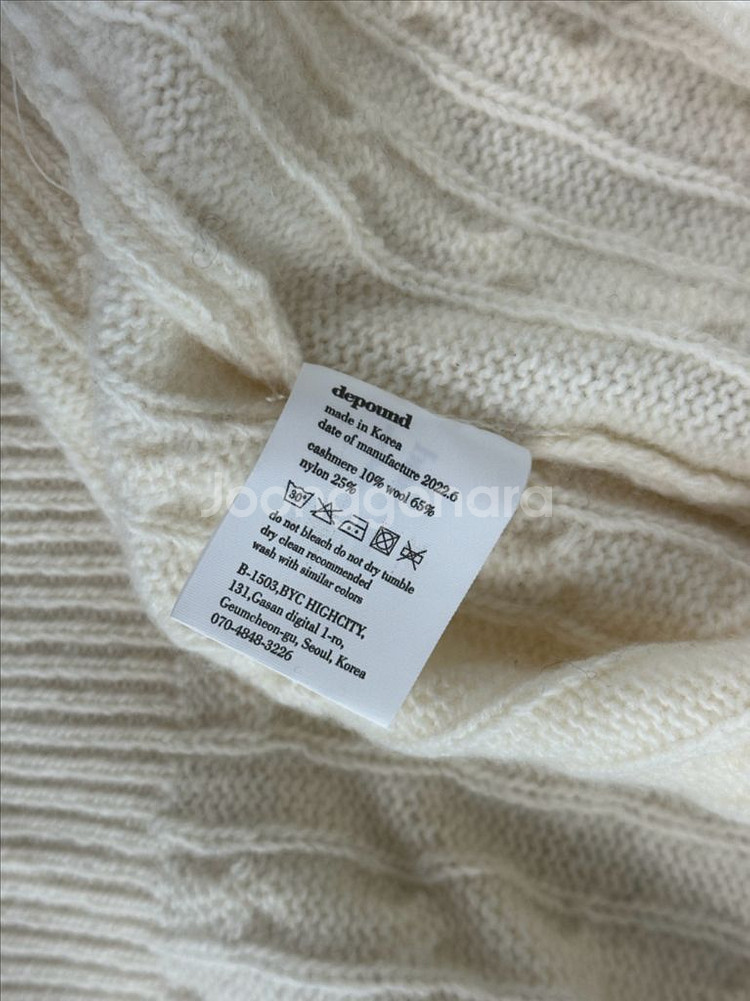 depound
made in Korea
date of manufacture 2022.6
cashmere 10% wool 65%
nylon 25%
30°
do not bleach do not dry tumble
dry clean recommended
wash with similar colors
B-1503,BYC HIGHCITY,
131,Gasan digital 1-ro,
Geumcheon-gu, Seoul, Korea
070-4848-3226
Joonggonara